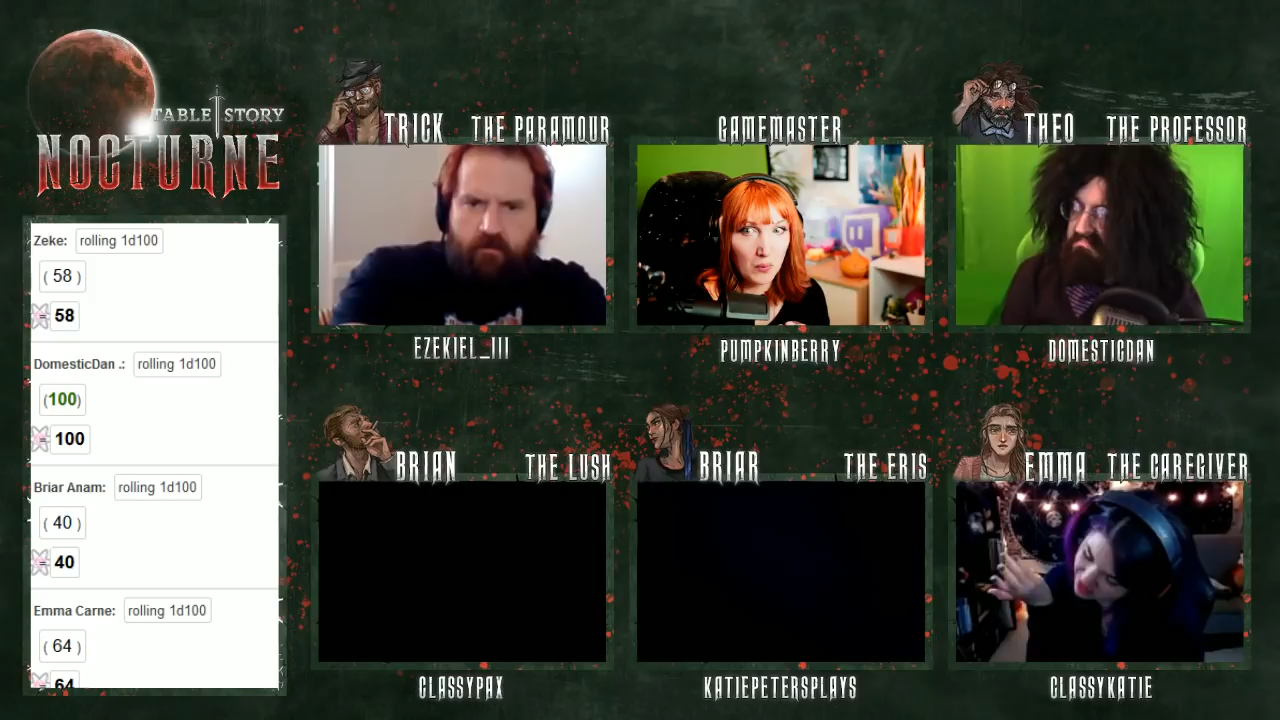 TABLE STORY
NOCTURNE
Zeke: rolling 1d100
( 58 )
= 58
DomesticDan .: rolling 1d100
(100)
= 100
Briar Anam: rolling 1d100
( 40 )
= 40
Emma Carne: rolling 1d100
( 64 )
= 64
TRICK THE PARAMOUR
EZEKIEL_III
GAMEMASTER
PUMPKINBERRY
THEO THE PROFESSOR
DOMESTICDAN
BRIAN THE LUSH
CLASSYPAX
BRIAR THE ERIS
KATIEPETERSPLAYS
EMMA THE CAREGIVER
CLASSYKATIE